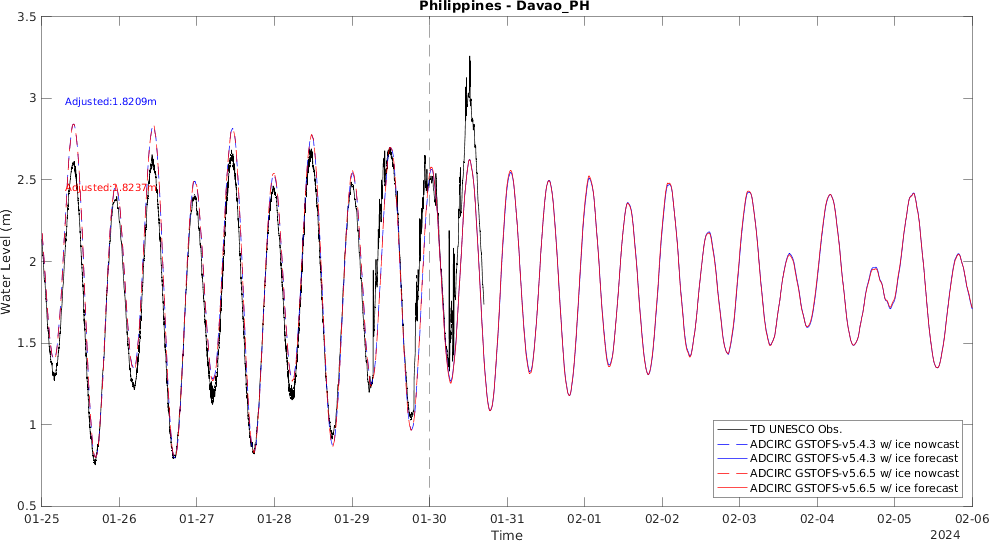 Philippines - Davao_PH
3.5
3
2.5
2
1.5
1
0.5
Water Level (m)
Adjusted:1.8209m
Adjusted:1.8237m
TD UNESCO Obs.
ADCIRC GSTOFS-v5.4.3 w/ ice nowcast
ADCIRC GSTOFS-v5.4.3 w/ ice forecast
ADCIRC GSTOFS-v5.6.5 w/ ice nowcast
ADCIRC GSTOFS-v5.6.5 w/ ice forecast
01-25 01-26 01-27 01-28 01-29 01-30 01-31 02-01 02-02 02-03 02-04 02-05 02-06
Time
2024